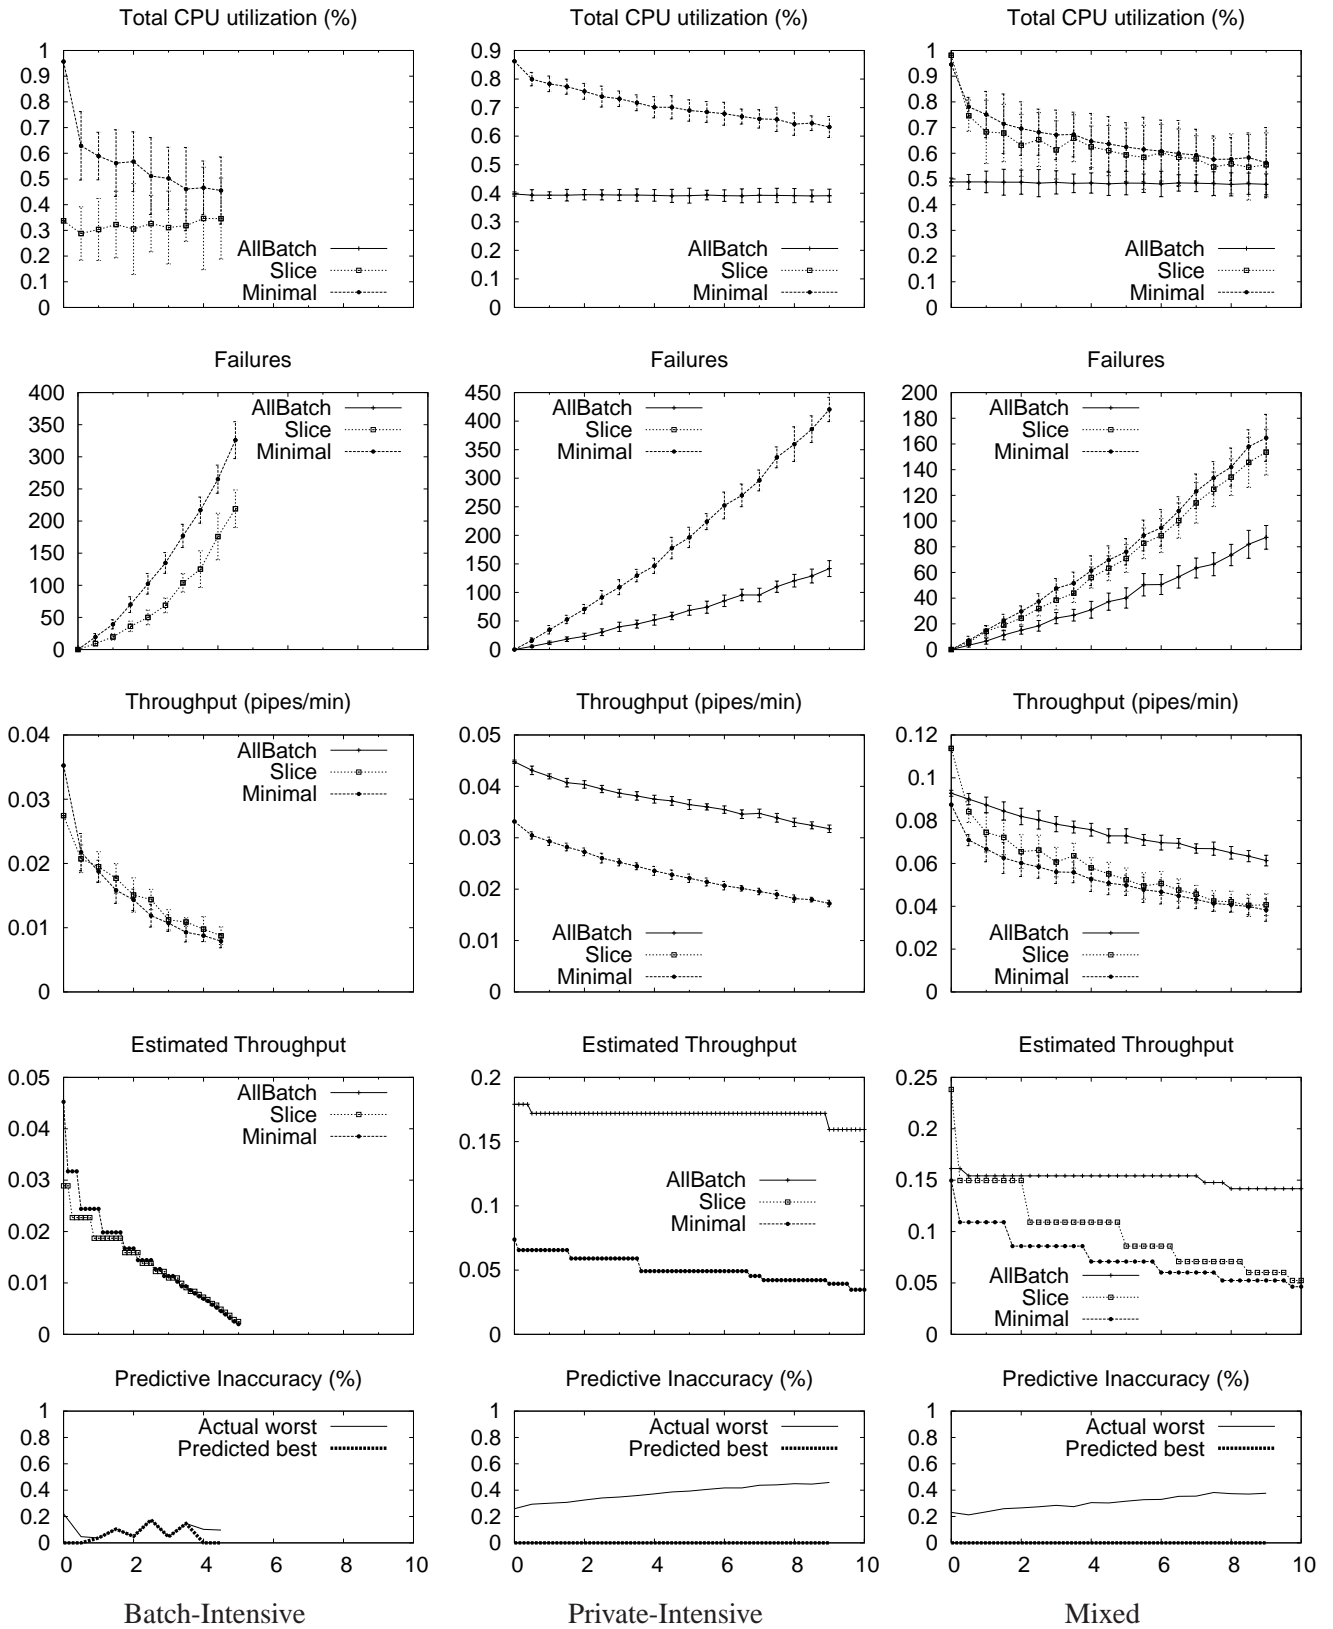 Total CPU utilization (%)
1
0.9
0.8
0.7
0.6
0.5
0.4
0.3
0.2
0.1
0
AllBatch
Slice
Minimal
Total CPU utilization (%)
0.9
0.8
0.7
0.6
0.5
0.4
0.3
0.2
0.1
0
AllBatch
Slice
Minimal
Total CPU utilization (%)
1
0.9
0.8
0.7
0.6
0.5
0.4
0.3
0.2
0.1
0
AllBatch
Slice
Minimal
Failures
400
350
300
250
200
150
100
50
0
AllBatch
Slice
Minimal
Failures
450
400
350
300
250
200
150
100
50
0
AllBatch
Slice
Minimal
Failures
200
180
160
140
120
100
80
60
40
20
0
AllBatch
Slice
Minimal
Throughput (pipes/min)
0.04
0.03
0.02
0.01
0
AllBatch
Slice
Minimal
Throughput (pipes/min)
0.05
0.04
0.03
0.02
0.01
0
AllBatch
Slice
Minimal
Throughput (pipes/min)
0.12
0.1
0.08
0.06
0.04
0.02
0
AllBatch
Slice
Minimal
Estimated Throughput
0.05
0.04
0.03
0.02
0.01
0
AllBatch
Slice
Minimal
Estimated Throughput
0.2
0.15
0.1
0.05
0
AllBatch
Slice
Minimal
Estimated Throughput
0.25
0.2
0.15
0.1
0.05
0
AllBatch
Slice
Minimal
Predictive Inaccuracy (%)
1
0.8
0.6
0.4
0.2
0
Actual worst
Predicted best
0 2 4 6 8 10
Batch-Intensive
Predictive Inaccuracy (%)
1
0.8
0.6
0.4
0.2
0
Actual worst
Predicted best
0 2 4 6 8 10
Private-Intensive
Predictive Inaccuracy (%)
1
0.8
0.6
0.4
0.2
0
Actual worst
Predicted best
0 2 4 6 8 10
Mixed